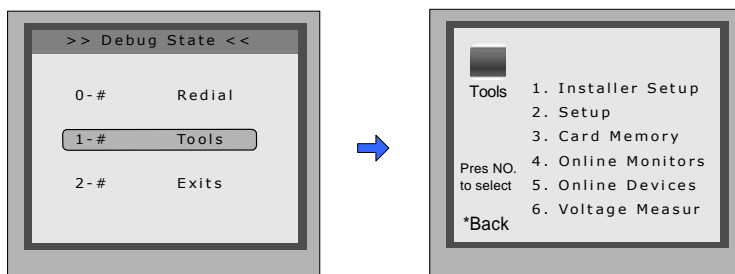 >> Debug State <<
0-# Redial
1-# Tools
2-# Exits
Tools
1. Installer Setup
2. Setup
3. Card Memory
4. Online Monitors
5. Online Devices
6. Voltage Measur
Pres NO.
to select
*Back